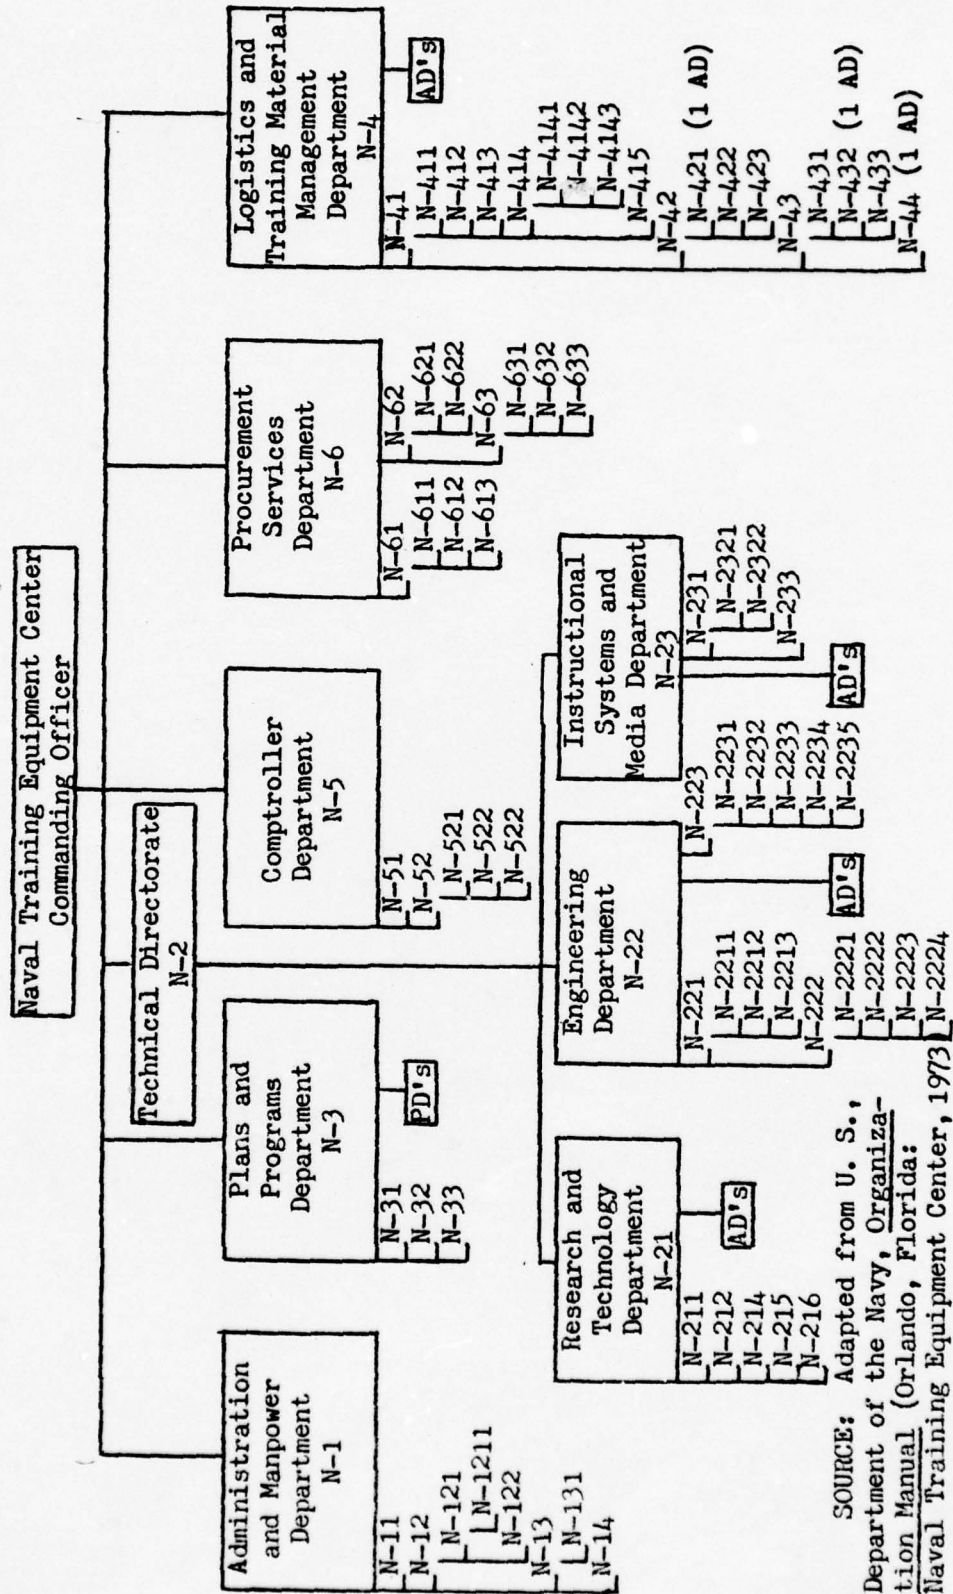 Naval Training Equipment Center
Commanding Officer
Technical Directorate
N-2
Administration
and Manpower
Department
N-1
N-11
N-12
N-121
N-1211
N-122
N-13
N-131
N-14
Plans and
Programs
Department
N-3
PD's
N-31
N-32
N-33
Comptroller
Department
N-5
N-51
N-52
N-521
N-522
N-522
Procurement
Services
Department
N-6
N-61
N-611
N-612
N-613
N-62
N-621
N-622
N-63
N-631
N-632
N-633
Logistics and
Training Material
Management
Department
N-4
AD's
N-41
N-411
N-412
N-413
N-414
N-4141
N-4142
N-4143
N-415
N-42
N-421 (1 AD)
N-422
N-423
N-43
N-431
N-432 (1 AD)
N-433
N-44 (1 AD)
Research and
Technology
Department
N-21
AD's
N-211
N-212
N-214
N-215
N-216
Engineering
Department
N-22
N-221
N-2211
N-2212
N-2213
N-222
N-2221
N-2222
N-2223
N-2224
AD's
N-223
N-2231
N-2232
N-2233
N-2234
N-2235
Instructional
Systems and
Media Department
N-23
AD's
N-231
N-2321
N-2322
N-233
SOURCE: Adapted from U. S.,
Department of the Navy, Organiza-
tion Manual (Orlando, Florida:
Naval Training Equipment Center, 1973)